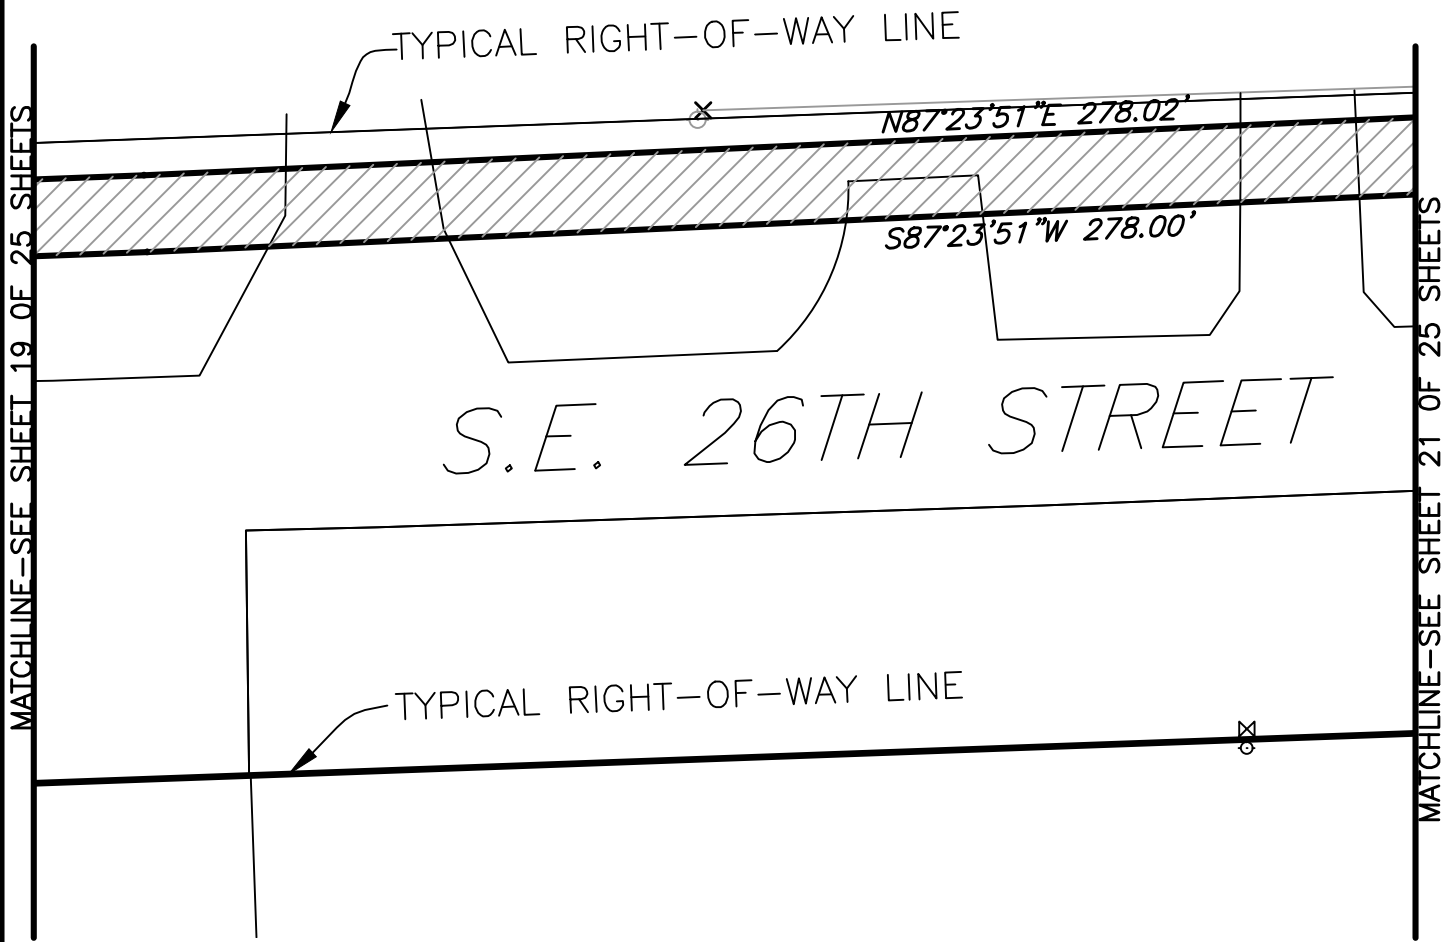 TYPICAL RIGHT-OF-WAY LINE
N87°23'51"E 278.02'
S87°23'51"W 278.00'
MATCHLINE-SEE SHEET 19 OF 25 SHEETS
MATCHLINE-SEE SHEET 21 OF 25 SHEETS
S.E. 26TH STREET
TYPICAL RIGHT-OF-WAY LINE